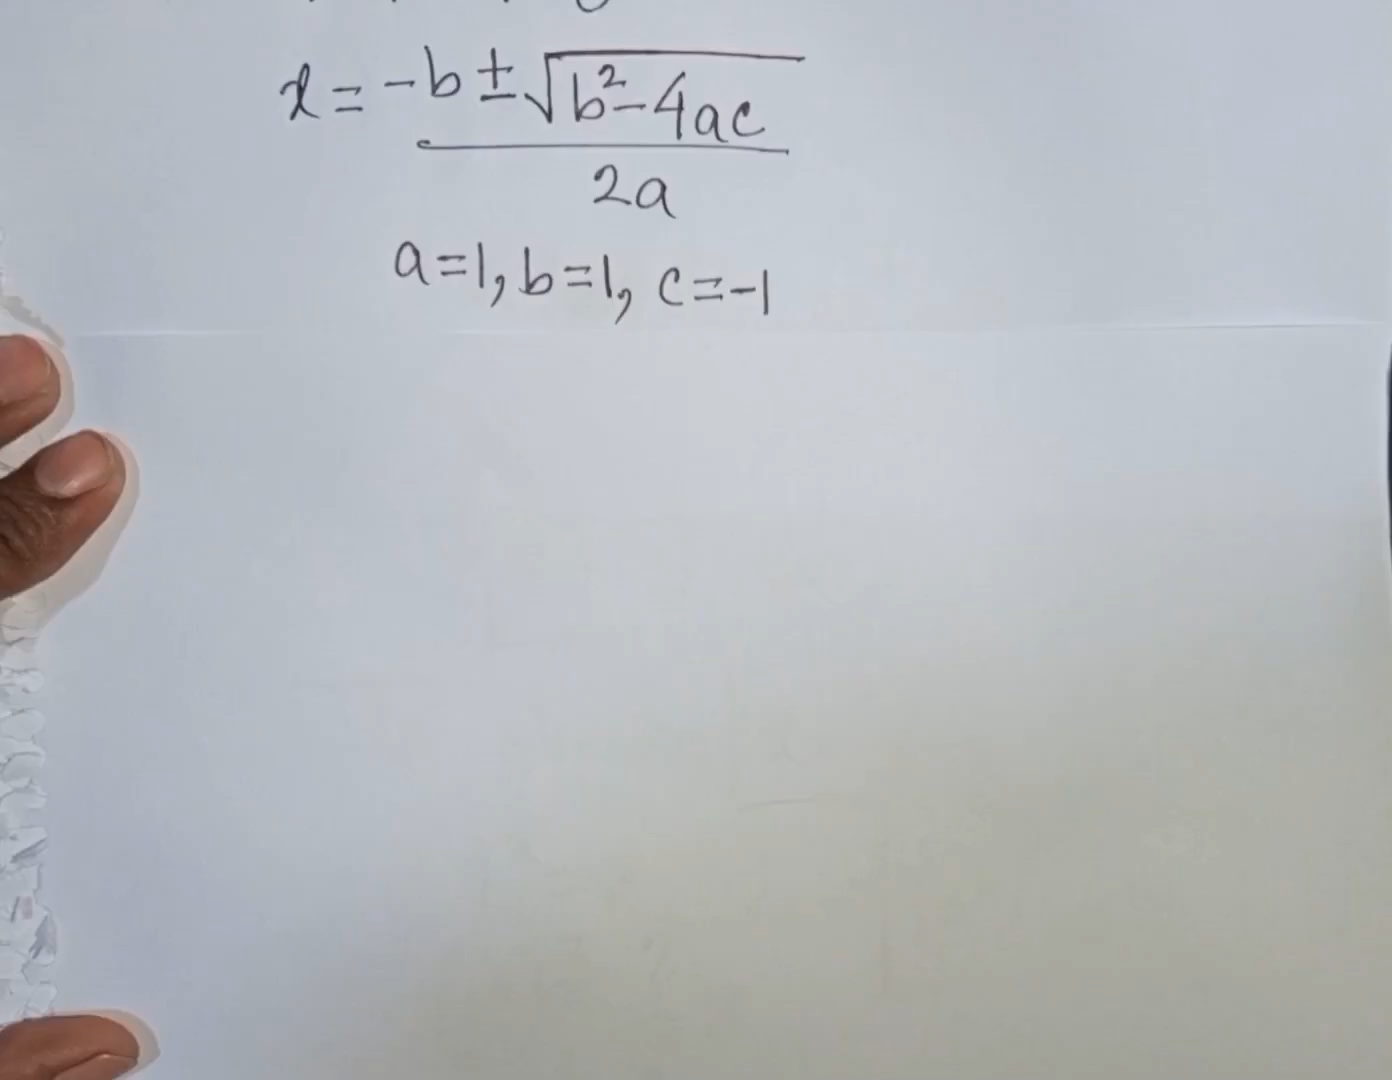 x = -b ± √b² - 4ac
2a
a = 1, b = 1, c = -1